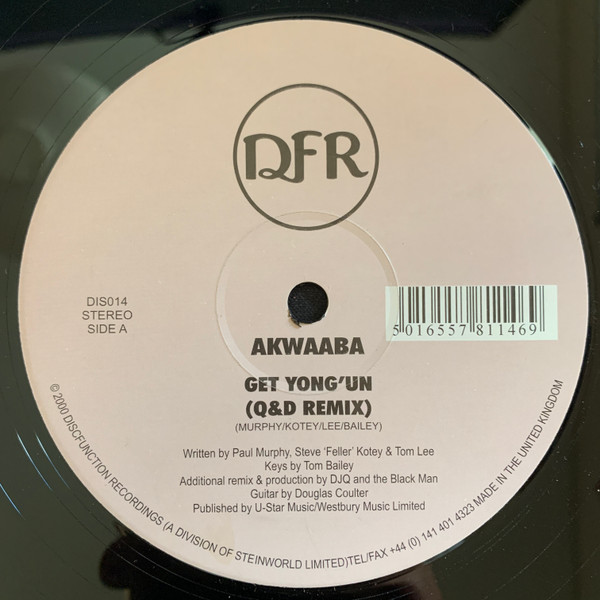 DFR
DIS014
STEREO
SIDE A
5 016557 811469
AKWAABA
GET YONG'UN
(Q&D REMIX)
(MURPHY/KOTEY/LEE/BAILEY)
Written by Paul Murphy, Steve 'Feller' Kotey & Tom Lee
Keys by Tom Bailey
Additional remix & production by DJQ and the Black Man
Guitar by Douglas Coulter
Published by U-Star Music/Westbury Music Limited
© 2000 DISCFUNCTION RECORDINGS (A DIVISION OF STEINWORLD LIMITED)TEL/FAX +44 (0) 141 401 4323 MADE IN THE UNITED KINGDOM